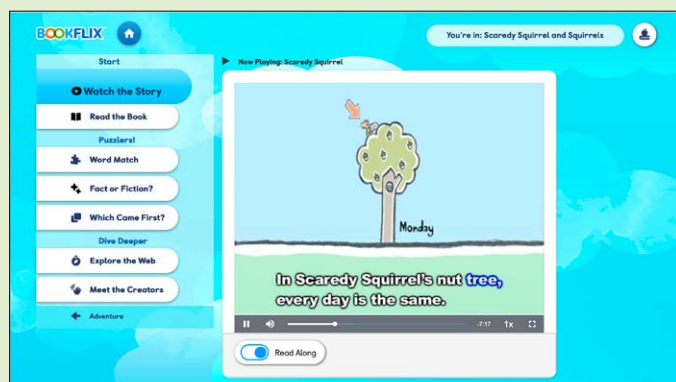 BOOKFLIX
You're in: Scaredy Squirrel and Squirrels
Start
Watch the Story
Read the Book
Puzzlers!
Word Match
Fact or Fiction?
Which Came First?
Dive Deeper
Explore the Web
Meet the Creators
Adventure
Now Playing: Scaredy Squirrel
Monday
In Scaredy Squirrel's nut tree,
every day is the same.
-7:17 1x
Read Along